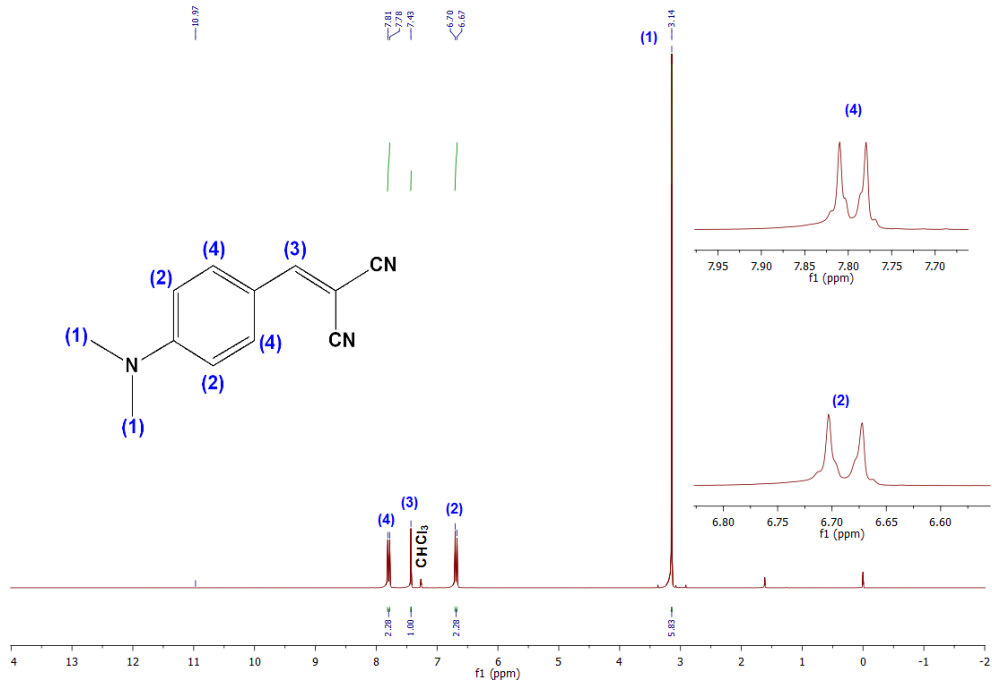 10.97
7.81
7.78
7.43
6.70
6.67
3.14
(1)
(4)
7.95 7.90 7.85 7.80 7.75 7.70
f1 (ppm)
(2)
6.80 6.75 6.70 6.65 6.60
f1 (ppm)
(4)
(3)
CN
(2)
CN
(1)
N
(4)
(2)
(1)
(4)
(3)
CHCl3
(2)
2.28
1.00
2.28
5.83
4 13 12 11 10 9 8 7 6 5 4 3 2 1 0 -1 -2
f1 (ppm)